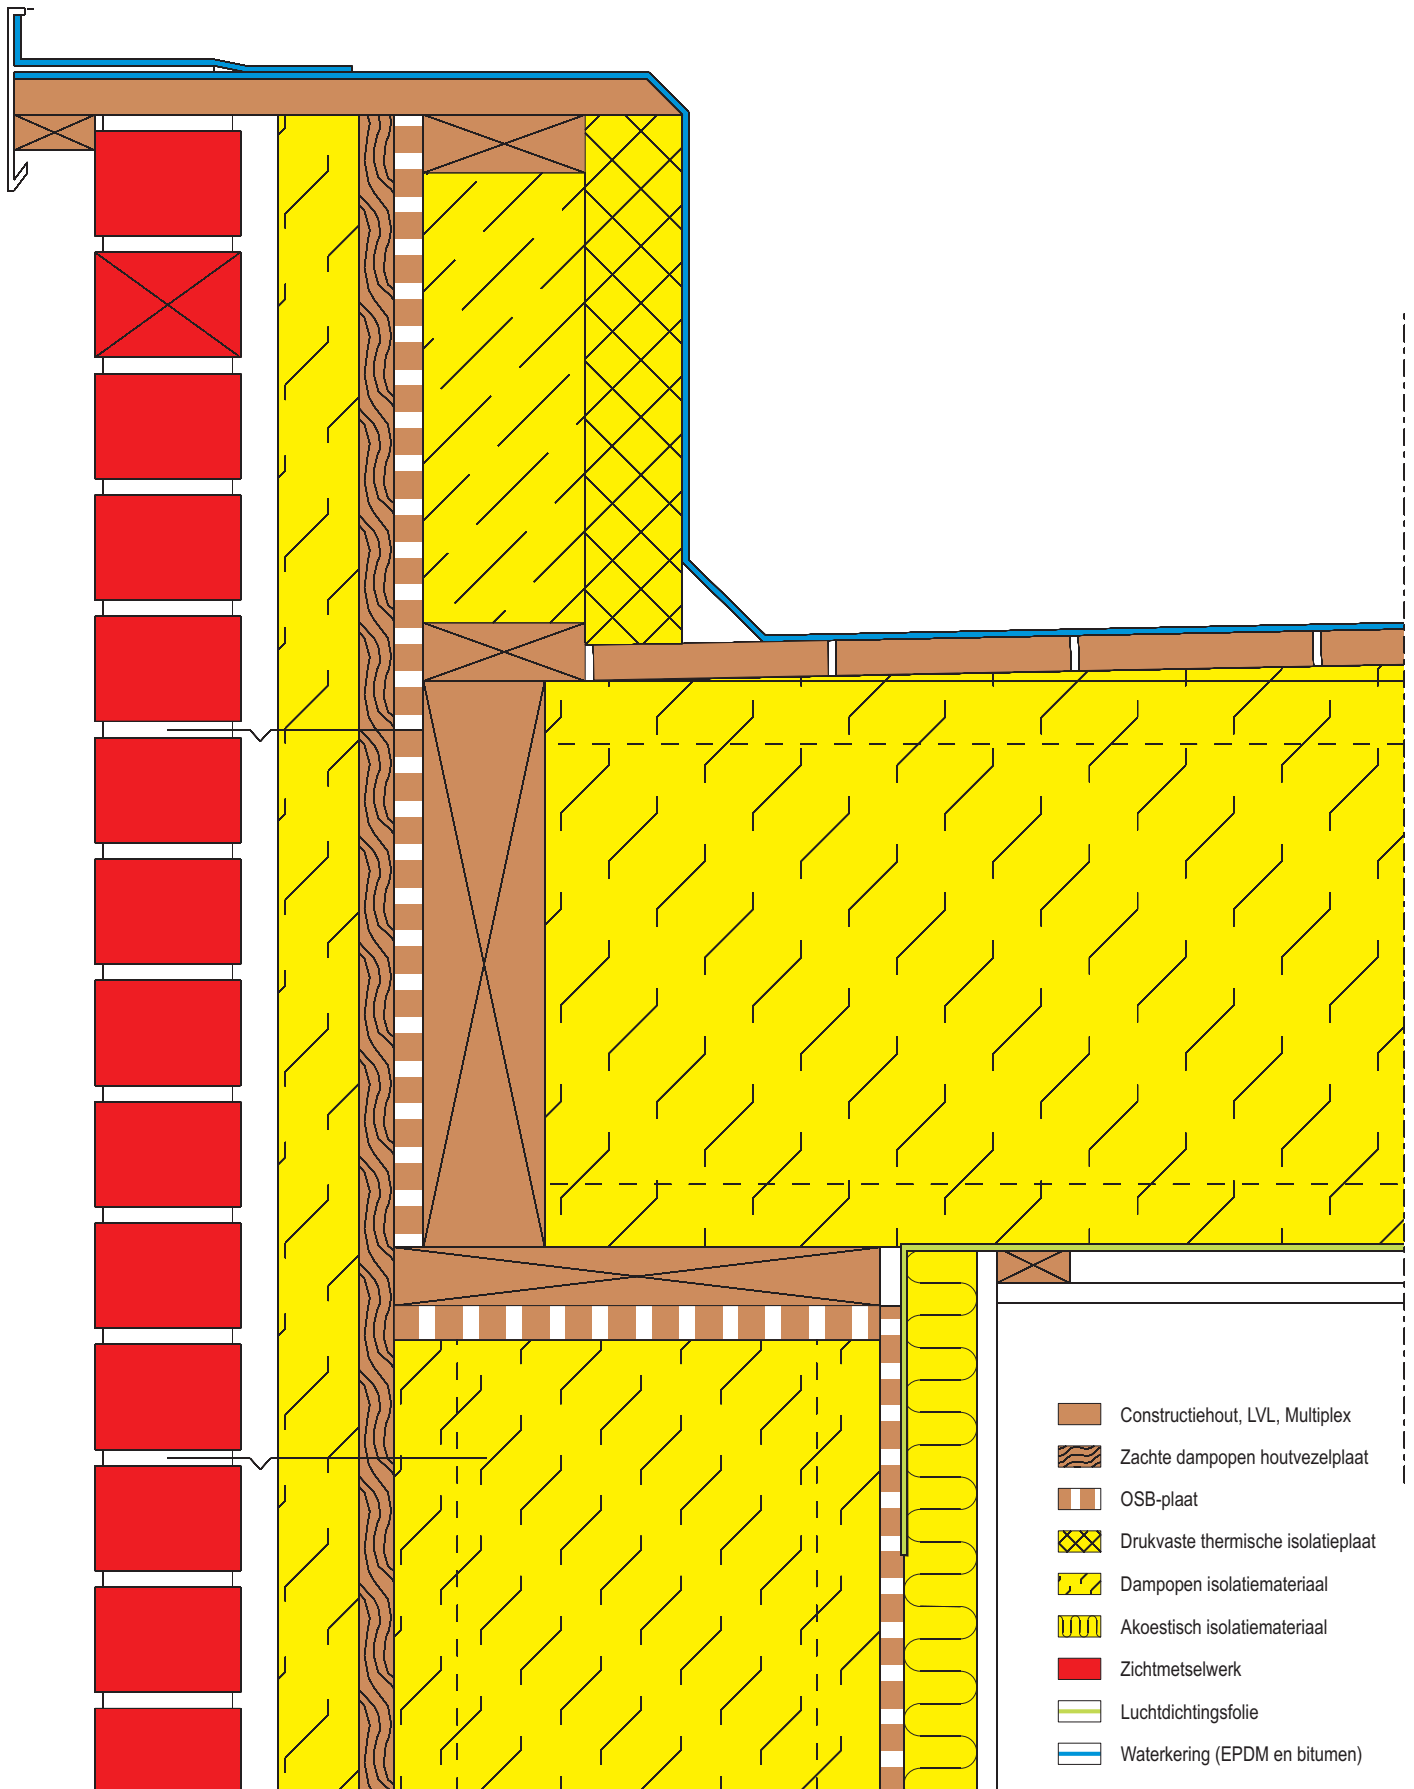 Constructiehout, LVL, Multiplex
Zachte dampopen houtvezelplaat
OSB-plaat
Drukvaste thermische isolatieplaat
Dampopen isolatiemateriaal
Akoestisch isolatiemateriaal
Zichtmetselwerk
Luchtdichtingsfolie
Waterkering (EPDM en bitumen)